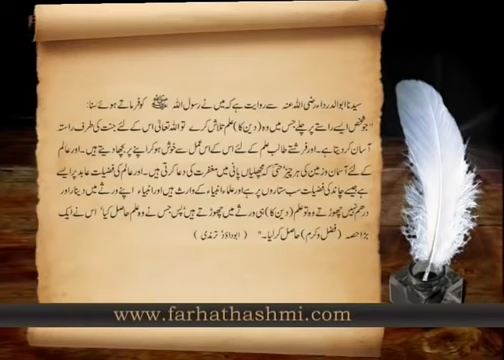 سیدنا ابوالدرداء رضی اللہ عنہ سے روایت ہے کہ میں نے رسول اللہ ﷺ کو فرماتے ہوئے سنا:
"جو شخص ایسے راستے پر چلے جس میں وہ (دین کا) علم تلاش کرے تو اللہ تعالیٰ اس کے لئے جنت کی طرف راستہ
آسان کر دیتا ہے۔ اور فرشتے طالب علم کے لئے اس کے اس عمل سے خوش ہو کر اپنے پر بچھا دیتے ہیں۔ اور عالم
کے لئے آسمان و زمین کی ہر چیز حتیٰ کہ مچھلیاں پانی میں مغفرت کی دعا کرتی ہیں۔ اور عالم کی فضیلت عابد پر ایسے
ہے جیسے چاند کی فضیلت سب ستاروں پر ہے اور علماء انبیاء کے وارث ہیں اور انبیاء اپنے ورثے میں دینار اور
درھم نہیں چھوڑتے وہ تو علم (دین کا) ہی ورثے میں چھوڑتے ہیں' پس جس نے وہ علم حاصل کیا' اس نے ایک
بڑا حصہ (فضل و کرم) حاصل کر لیا۔" (ابوداؤد' ترمذی)
www.farhathashmi.com